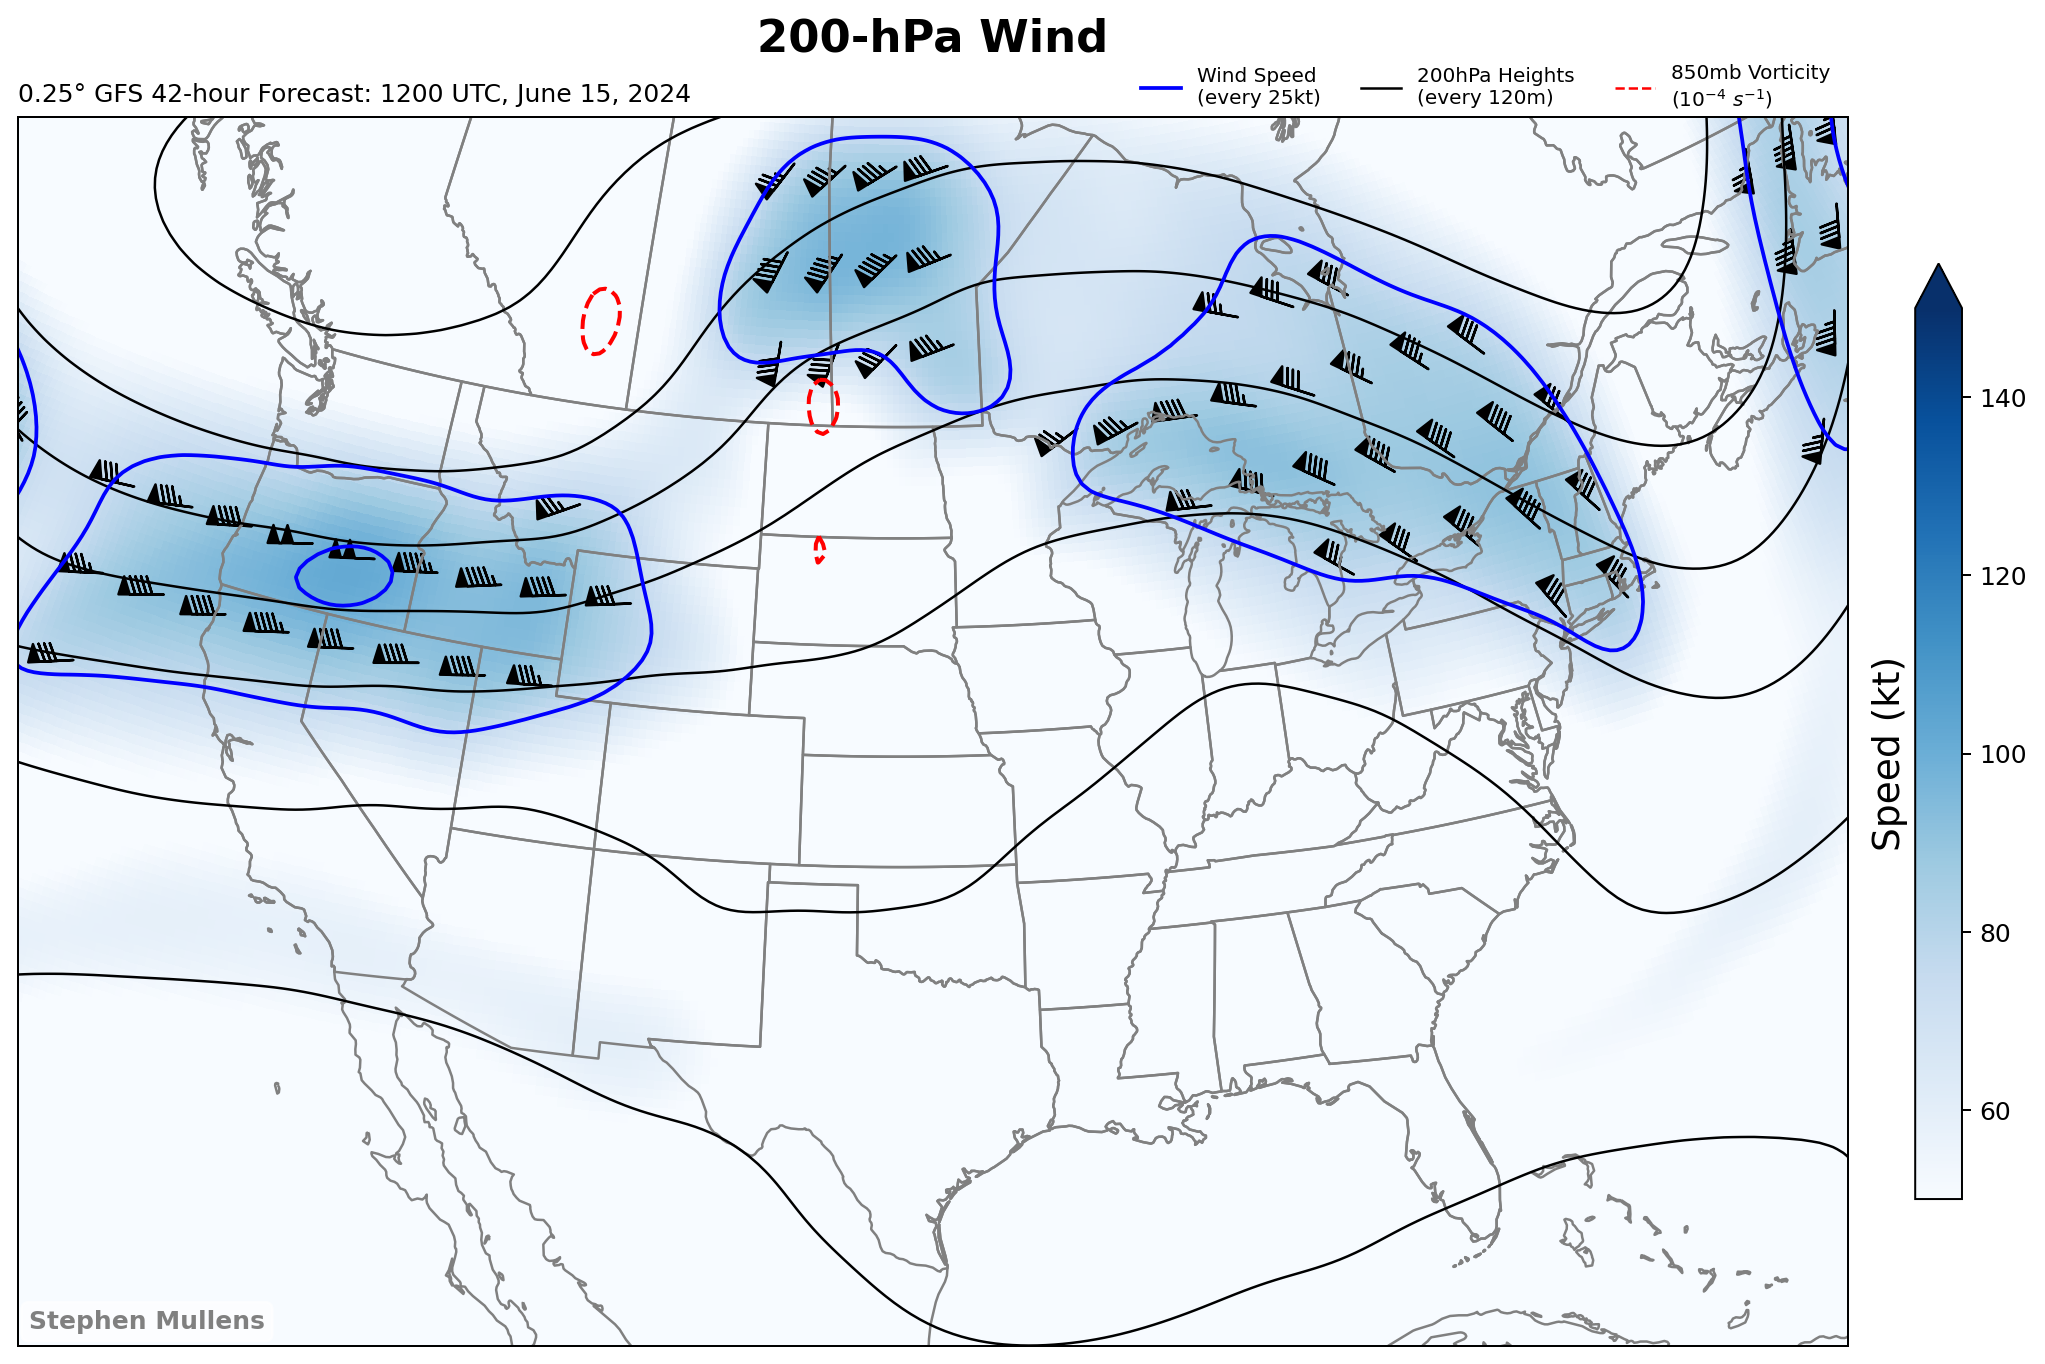 200-hPa Wind
0.25° GFS 42-hour Forecast: 1200 UTC, June 15, 2024
Wind Speed
(every 25kt)
200hPa Heights
(every 120m)
850mb Vorticity
(10⁻⁴ s⁻¹)
140
120
100
80
60
Speed (kt)
Stephen Mullens